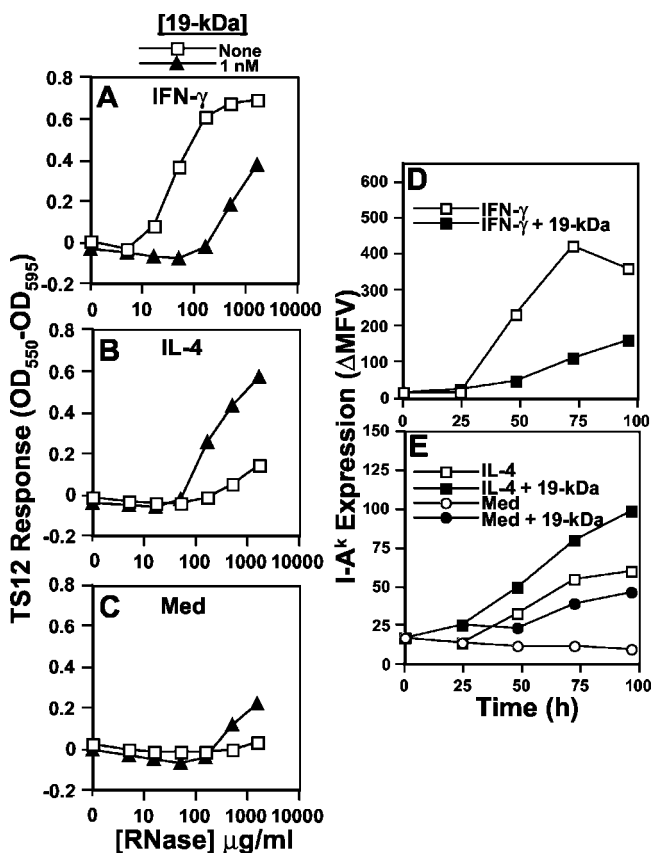 [19-kDa]
None
1 nM
TS12 Response (OD550-OD595)
A
IFN-γ
0.8
0.6
0.4
0.2
0
-0.2
0 10 100 1000 10000
B
IL-4
0.8
0.6
0.4
0.2
0
-0.2
0 10 100 1000 10000
C
Med
0.8
0.6
0.4
0.2
0
-0.2
0 10 100 1000 10000
[RNase] μg/ml
I-Aᵏ Expression (ΔMFV)
D
IFN-γ
IFN-γ + 19-kDa
600
500
400
300
200
100
0
0 25 50 75 100
E
IL-4
IL-4 + 19-kDa
Med
Med + 19-kDa
150
125
100
75
50
25
0
0 25 50 75 100
Time (h)